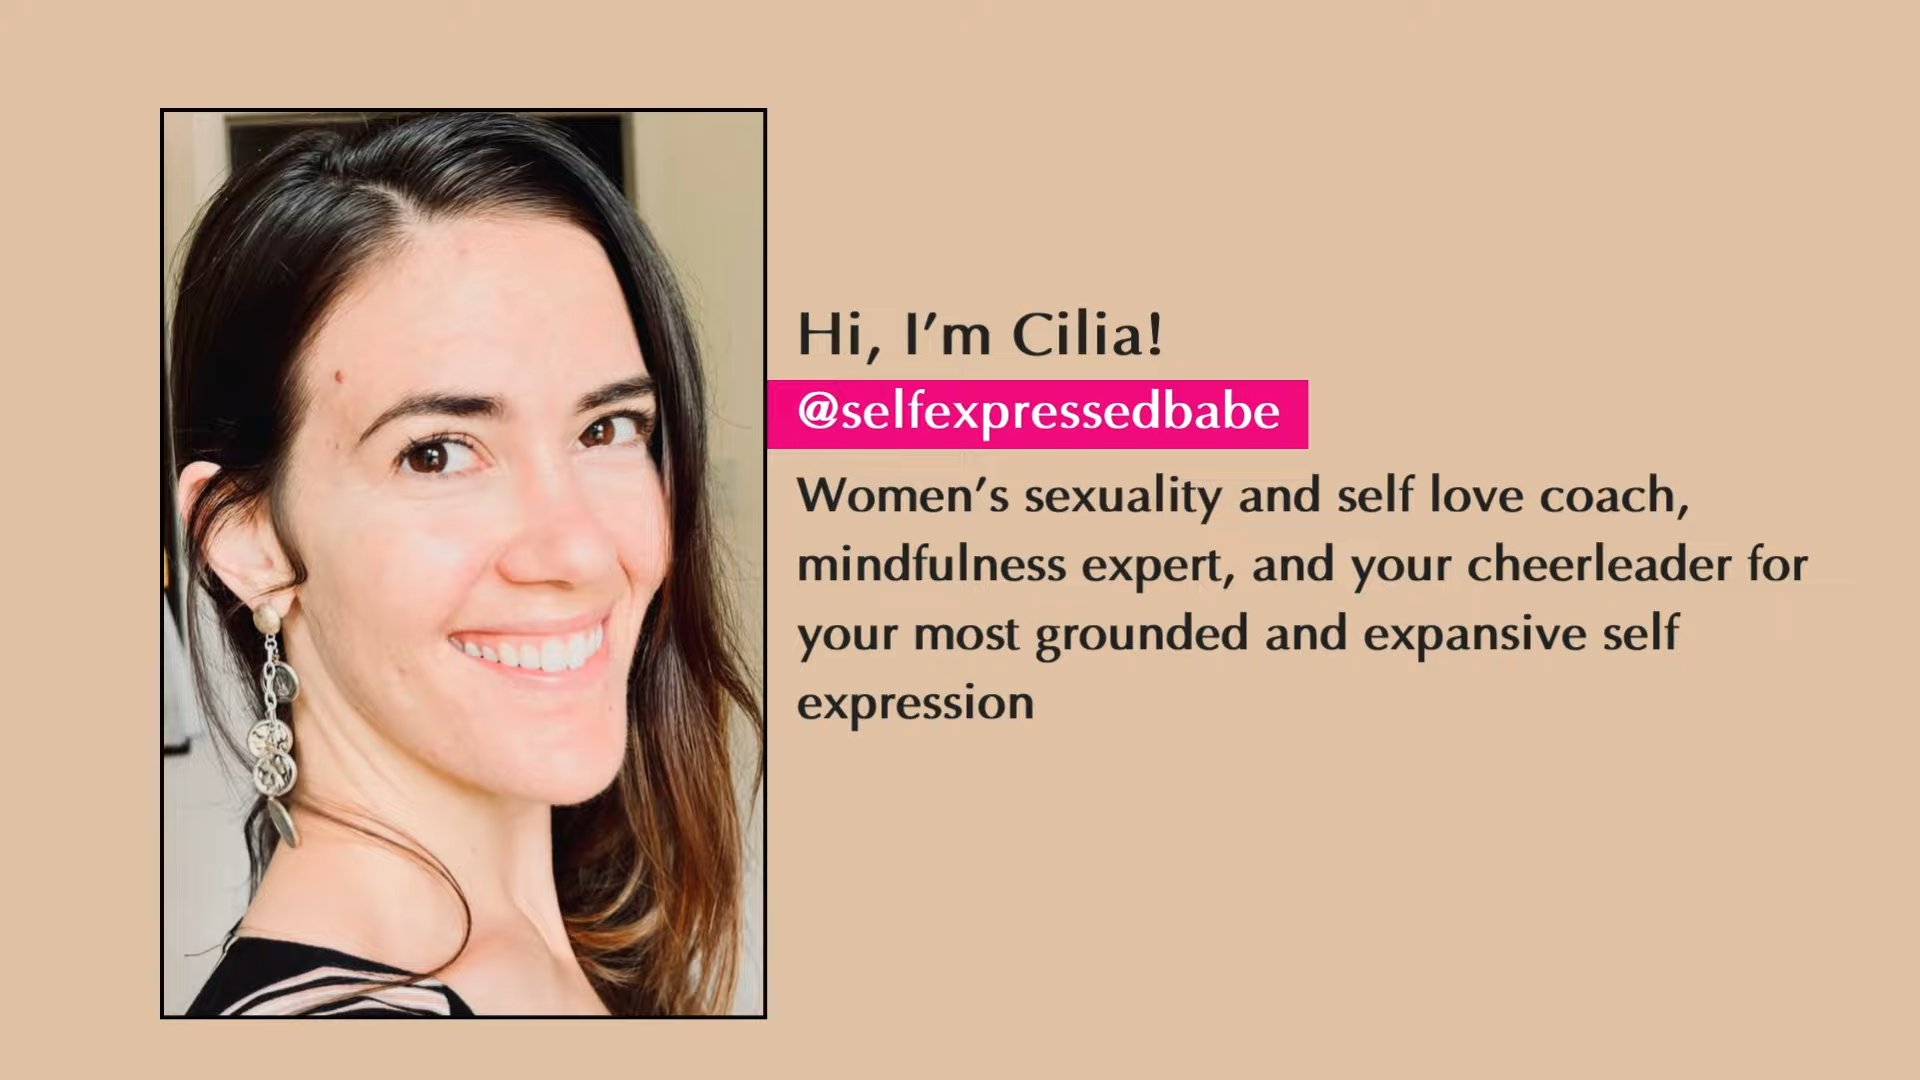 Hi, I’m Cilia!
@selfexpressedbabe
Women’s sexuality and self love coach,
mindfulness expert, and your cheerleader for
your most grounded and expansive self
expression